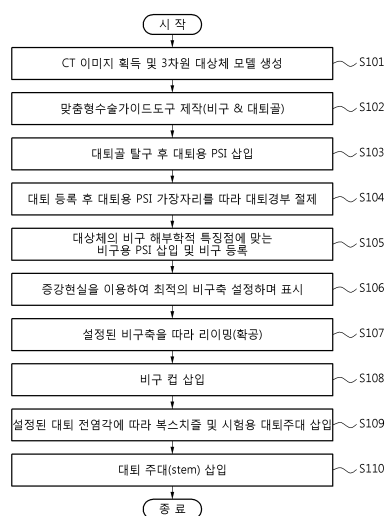 시 작
CT 이미지 획득 및 3차원 대상체 모델 생성
S101
맞춤형수술가이드도구 제작(비구 & 대퇴골)
S102
대퇴골 탈구 후 대퇴용 PSI 삽입
S103
대퇴 등록 후 대퇴용 PSI 가장자리를 따라 대퇴경부 절제
S104
대상체의 비구 해부학적 특징점에 맞는
비구용 PSI 삽입 및 비구 등록
S105
증강현실을 이용하여 최적의 비구축 설정하며 표시
S106
설정된 비구축을 따라 리이밍(확공)
S107
비구 컵 삽입
S108
설정된 대퇴 전염각에 따라 복스치즐 및 시험용 대퇴주대 삽입
S109
대퇴 주대(stem) 삽입
S110
종 료